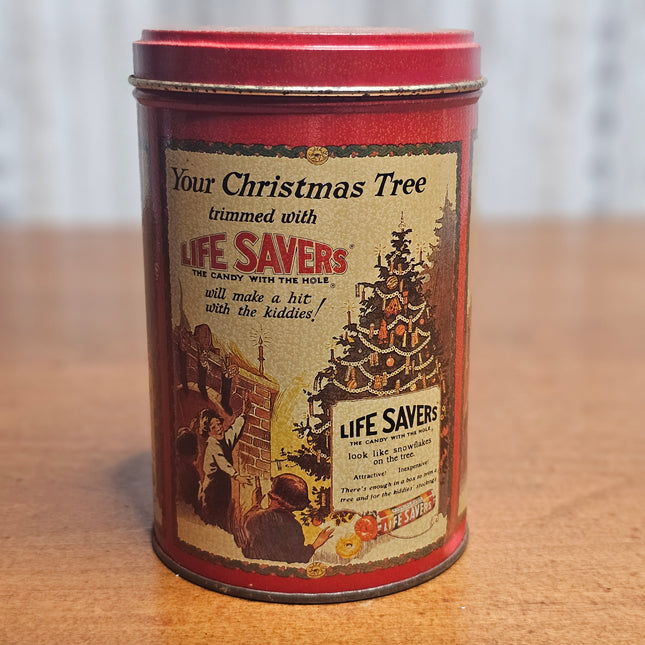 Your Christmas Tree
trimmed with
LIFE SAVERS®
THE CANDY WITH THE HOLE®
will make a hit
with the kiddies!
LIFE SAVERS
THE CANDY WITH THE HOLE
look like snowflakes
on the tree.
Attractive! Inexpensive!
There's enough in a box to trim a
tree and for the kiddies' stockings
LIFE SAVERS